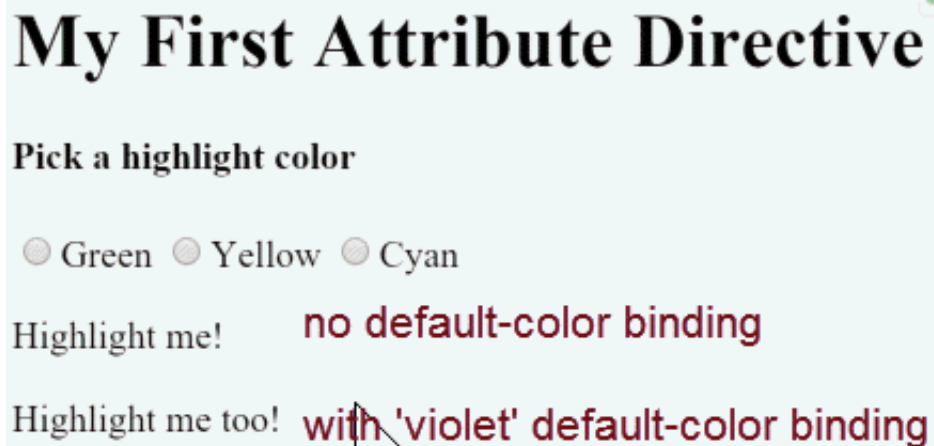 My First Attribute Directive
Pick a highlight color
Green Yellow Cyan
Highlight me! no default-color binding
Highlight me too! with 'violet' default-color binding